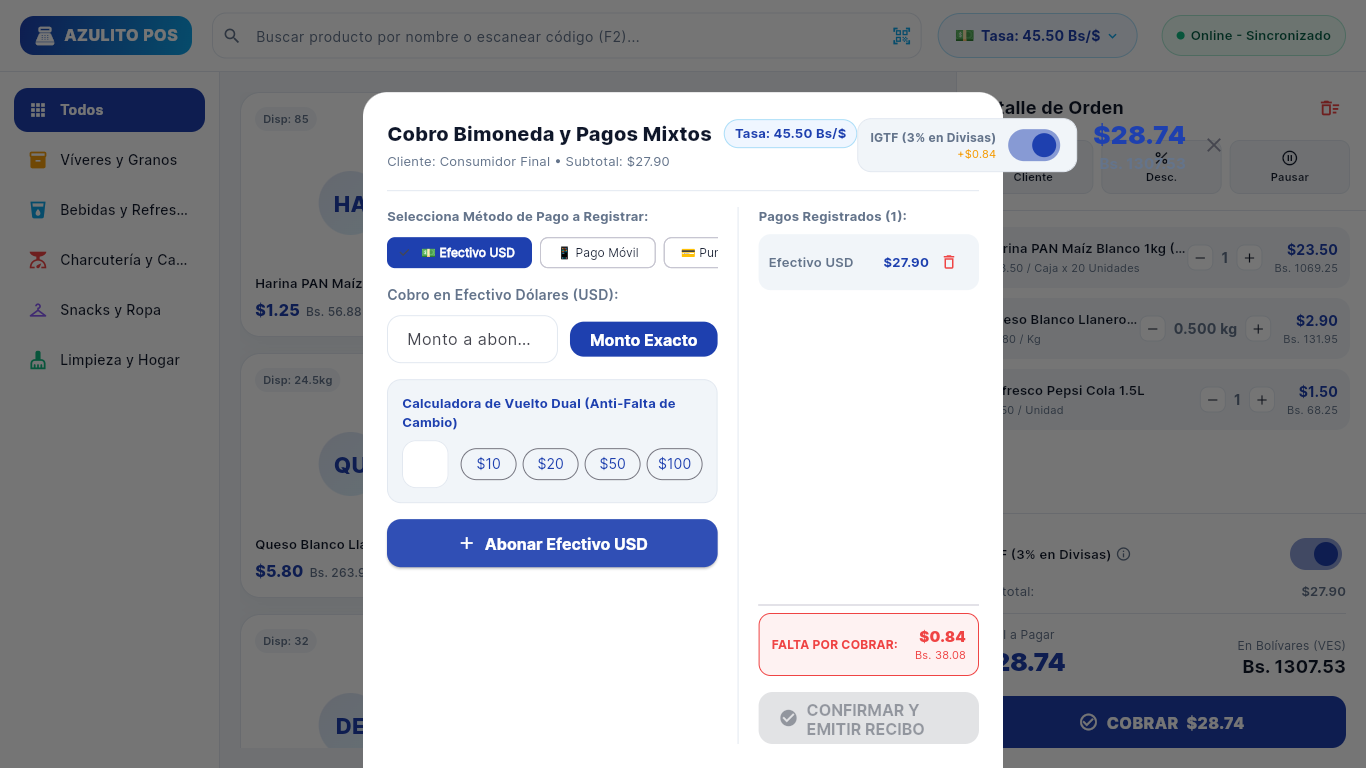 AZULITO POS
Buscar producto por nombre o escanear código (F2)...
Tasa: 45.50 Bs/$
Online - Sincronizado
Todos
Víveres y Granos
Bebidas y Refres...
Charcutería y Ca...
Snacks y Ropa
Limpieza y Hogar
Disp: 85
HA
Harina PAN Maíz
$1.25 Bs. 56.88
Disp: 24.5kg
QU
Queso Blanco Lla
$5.80 Bs. 263.9
Disp: 32
DE
Cobro Bimoneda y Pagos Mixtos
Tasa: 45.50 Bs/$
Cliente: Consumidor Final • Subtotal: $27.90
IGTF (3% en Divisas)
+$0.84
$28.74
Selecciona Método de Pago a Registrar:
Efectivo USD
Pago Móvil
Pur
Cobro en Efectivo Dólares (USD):
Monto a abon...
Monto Exacto
Calculadora de Vuelto Dual (Anti-Falta de
Cambio)
$10
$20
$50
$100
+ Abonar Efectivo USD
Pagos Registrados (1):
Efectivo USD
$27.90
FALTA POR COBRAR:
$0.84
Bs. 38.08
CONFIRMAR Y
EMITIR RECIBO
talle de Orden
Cliente
Desc.
Pausar
rina PAN Maíz Blanco 1kg (...
3.50 / Caja x 20 Unidades
1
$23.50
Bs. 1069.25
eso Blanco Llanero...
80 / Kg
0.500 kg
$2.90
Bs. 131.95
fresco Pepsi Cola 1.5L
50 / Unidad
1
$1.50
Bs. 68.25
F (3% en Divisas)
total:
$27.90
l a Pagar
28.74
En Bolívares (VES)
Bs. 1307.53
COBRAR $28.74